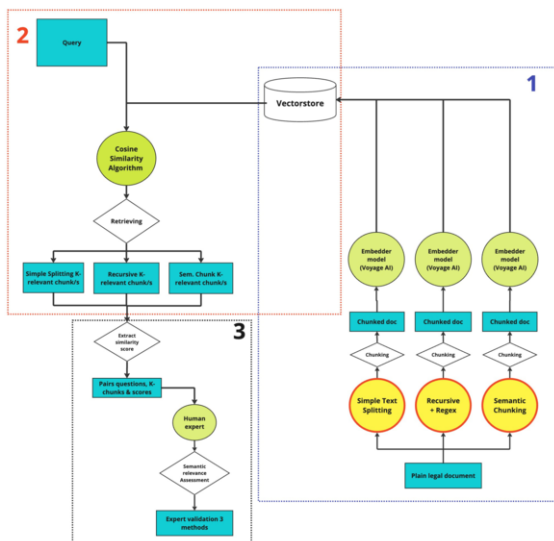 2
Query
1
Vectorstore
Cosine
Similarity
Algorithm
Retrieving
Simple Splitting K-
relevant chunk/s
Recursive K-
relevant chunk/s
Sem. Chunk K-
relevant chunk/s
Embedder
model
(Voyage AI)
Embedder
model
(Voyage AI)
Embedder
model
(Voyage AI)
Chunked doc
Chunked doc
Chunked doc
Chunking
Chunking
Chunking
Simple Text
Splitting
Recursive
+ Regex
Semantic
Chunking
Plain legal document
3
Extract
similarity
score
Pairs questions, K-
chunks & scores
Human
expert
Semantic
relevance
Assessment
Expert validation 3
methods